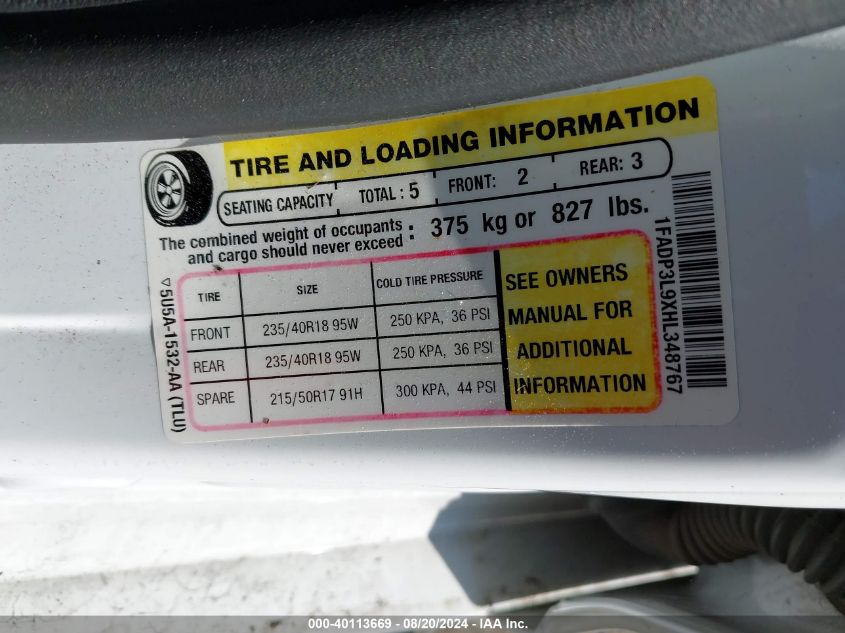 TIRE AND LOADING INFORMATION
SEATING CAPACITY TOTAL : 5 FRONT: 2 REAR: 3
The combined weight of occupants
and cargo should never exceed : 375 kg or 827 lbs.
TIRE SIZE COLD TIRE PRESSURE
FRONT 235/40R18 95W 250 KPA, 36 PSI
REAR 235/40R18 95W 250 KPA, 36 PSI
SPARE 215/50R17 91H 300 KPA, 44 PSI
SEE OWNERS
MANUAL FOR
ADDITIONAL
INFORMATION
5U5A-1532-AA (TLU)
1FADP3L9XHL348767
000-40113669 - 08/20/2024 - IAA Inc.